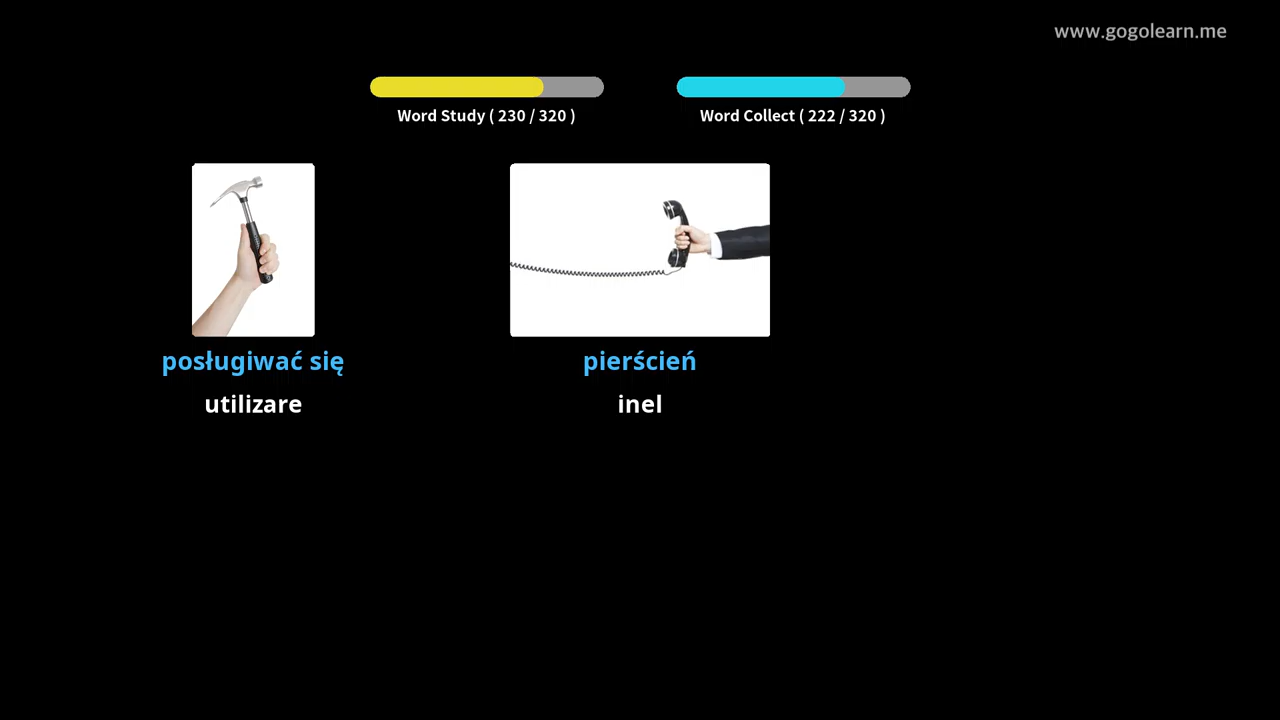 www.gogolearn.me
Word Study ( 230 / 320 )
Word Collect ( 222 / 320 )
posługiwać się
utilizare
pierścień
inel